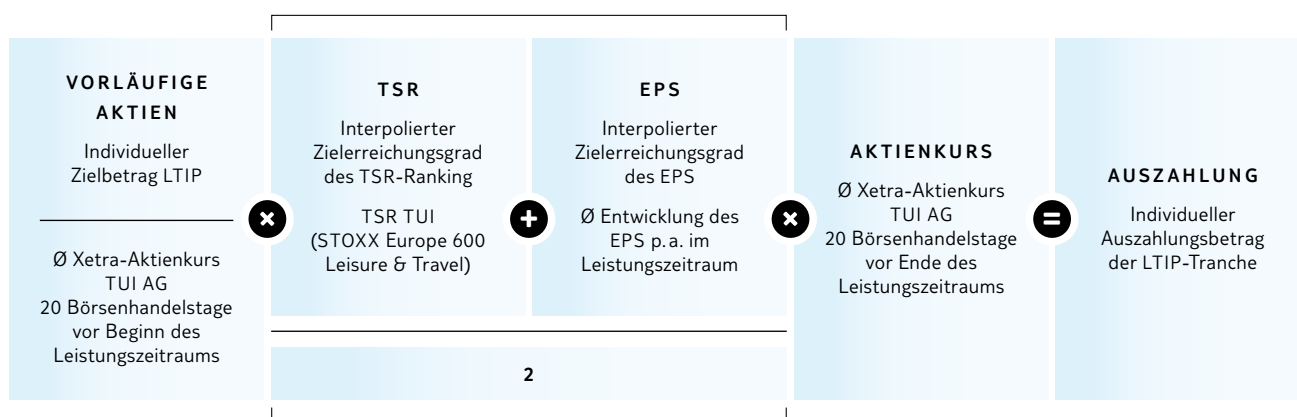 VORLÄUFIGE
AKTIEN
Individueller
Zielbetrag LTIP
Ø Xetra-Aktienkurs
TUI AG
20 Börsenhandelstage
vor Beginn des
Leistungszeitraums
×
TSR
Interpolierter
Zielerreichungsgrad
des TSR-Ranking
TSR TUI
(STOXX Europe 600
Leisure & Travel)
+
EPS
Interpolierter
Zielerreichungsgrad
des EPS
Ø Entwicklung des
EPS p.a. im
Leistungszeitraum
2
×
AKTIENKURS
Ø Xetra-Aktienkurs
TUI AG
20 Börsenhandelstage
vor Ende des
Leistungszeitraums
=
AUSZAHLUNG
Individueller
Auszahlungsbetrag
der LTIP-Tranche